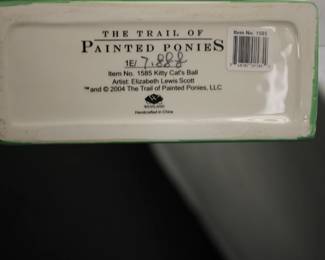 THE TRAIL OF
PAINTED PONIES
1E/ 7,888
Item No. 1585 Kitty Cat's Ball
Artist: Elizabeth Lewis Scott
™and © 2004 The Trail of Painted Ponies, LLC
WESTLAND
Handcrafted in China
Item No. 1585